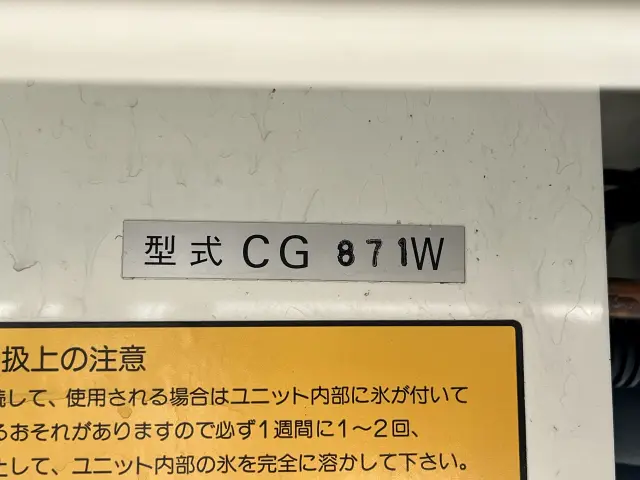 型式 CG 871W
扱上の注意
して、使用される場合はユニット内部に氷が付いて
るおそれがありますので必ず1週間に1〜2回、
して、ユニット内部の氷を完全に溶かして下さい。